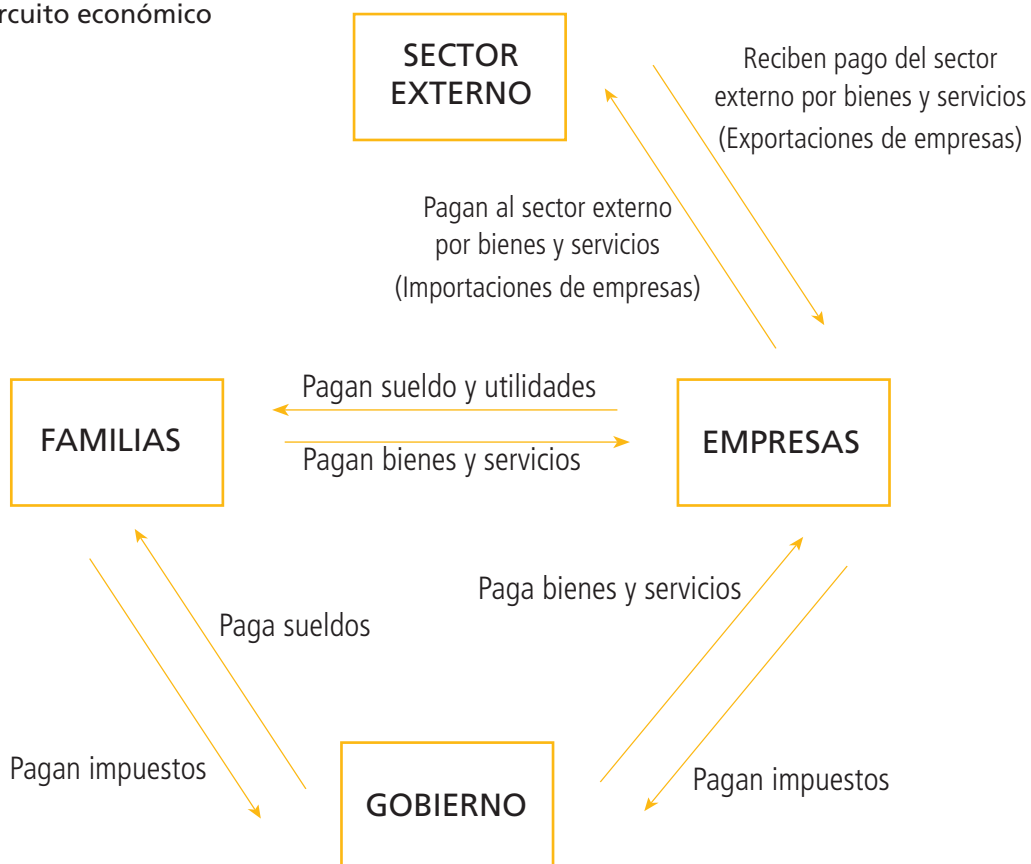 rcuito económico
SECTOR
EXTERNO
Reciben pago del sector
externo por bienes y servicios
(Exportaciones de empresas)
Pagan al sector externo
por bienes y servicios
(Importaciones de empresas)
Pagan sueldo y utilidades
FAMILIAS
EMPRESAS
Pagan bienes y servicios
Paga bienes y servicios
Paga sueldos
Pagan impuestos
Pagan impuestos
GOBIERNO